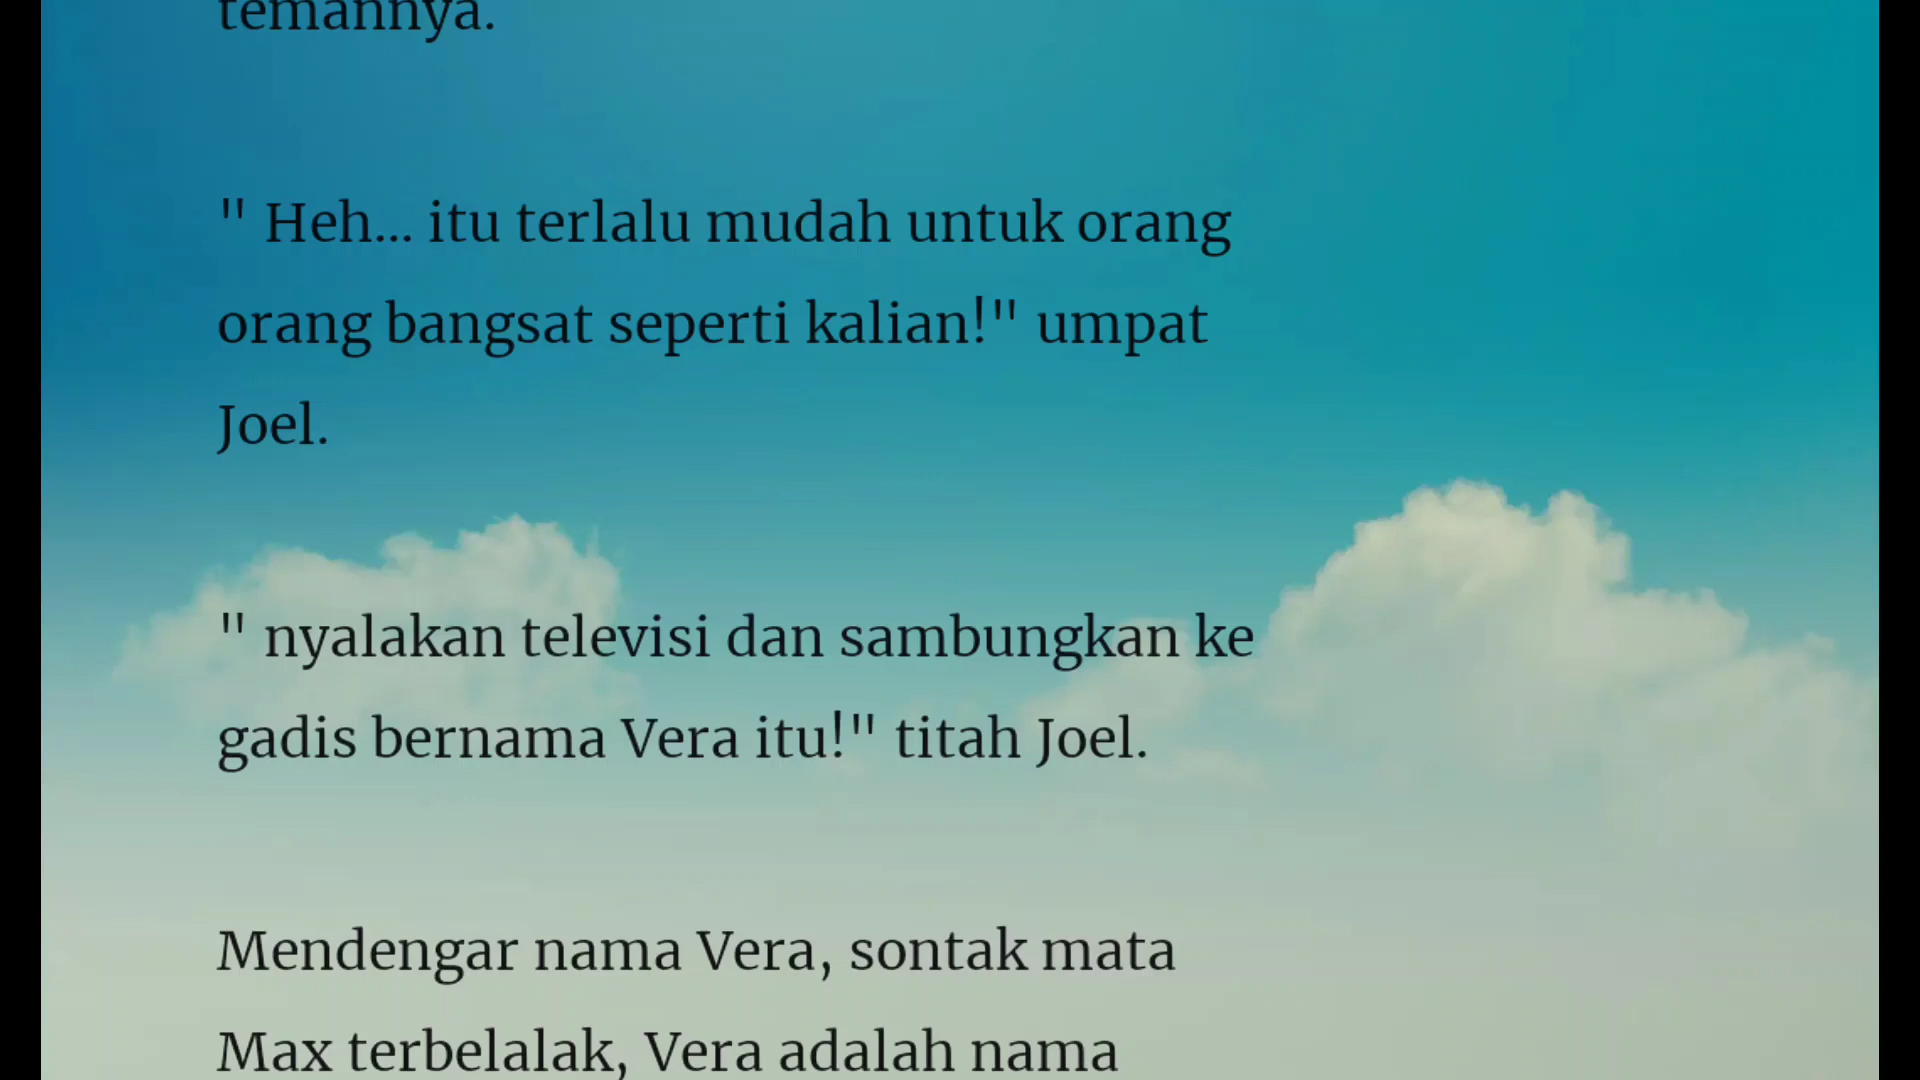 temannya.
" Heh... itu terlalu mudah untuk orang
orang bangsat seperti kalian!" umpat
Joel.
" nyalakan televisi dan sambungkan ke
gadis bernama Vera itu!" titah Joel.
Mendengar nama Vera, sontak mata
Max terbelalak, Vera adalah nama